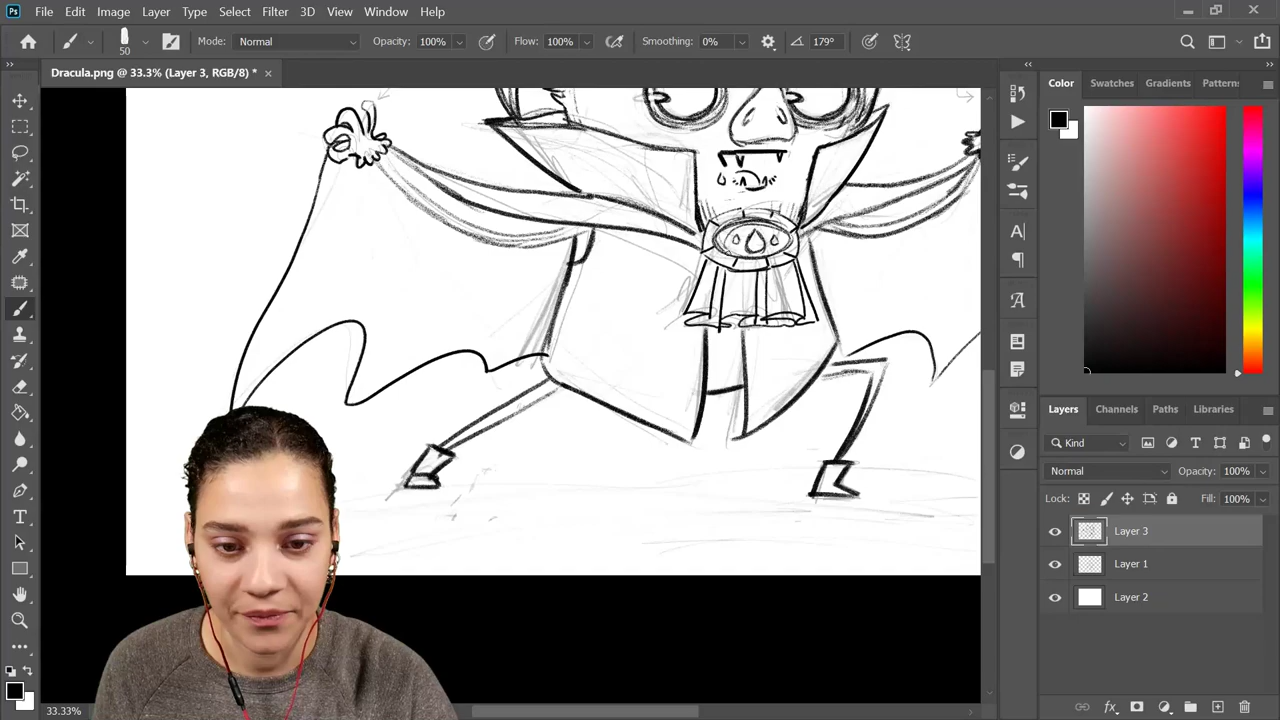 Ps File Edit Image Layer Type Select Filter 3D View Window Help
50 Mode: Normal Opacity: 100% Flow: 100% Smoothing: 0% 179°
Dracula.png @ 33.3% (Layer 3, RGB/8) * ×
Color Swatches Gradients Pattern
Layers Channels Paths Libraries
Kind
Normal Opacity: 100%
Lock: Fill: 100%
Layer 3
Layer 1
Layer 2
33.33%